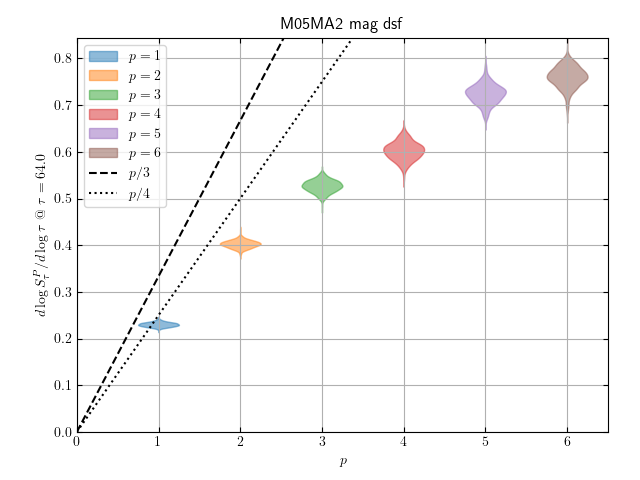 M05MA2 mag dsf
p = 1
p = 2
p = 3
p = 4
p = 5
p = 6
p/3
p/4
d log S_τ^P / d log τ @ τ = 64.0
0.8
0.7
0.6
0.5
0.4
0.3
0.2
0.1
0.0
0 1 2 3 4 5 6
p